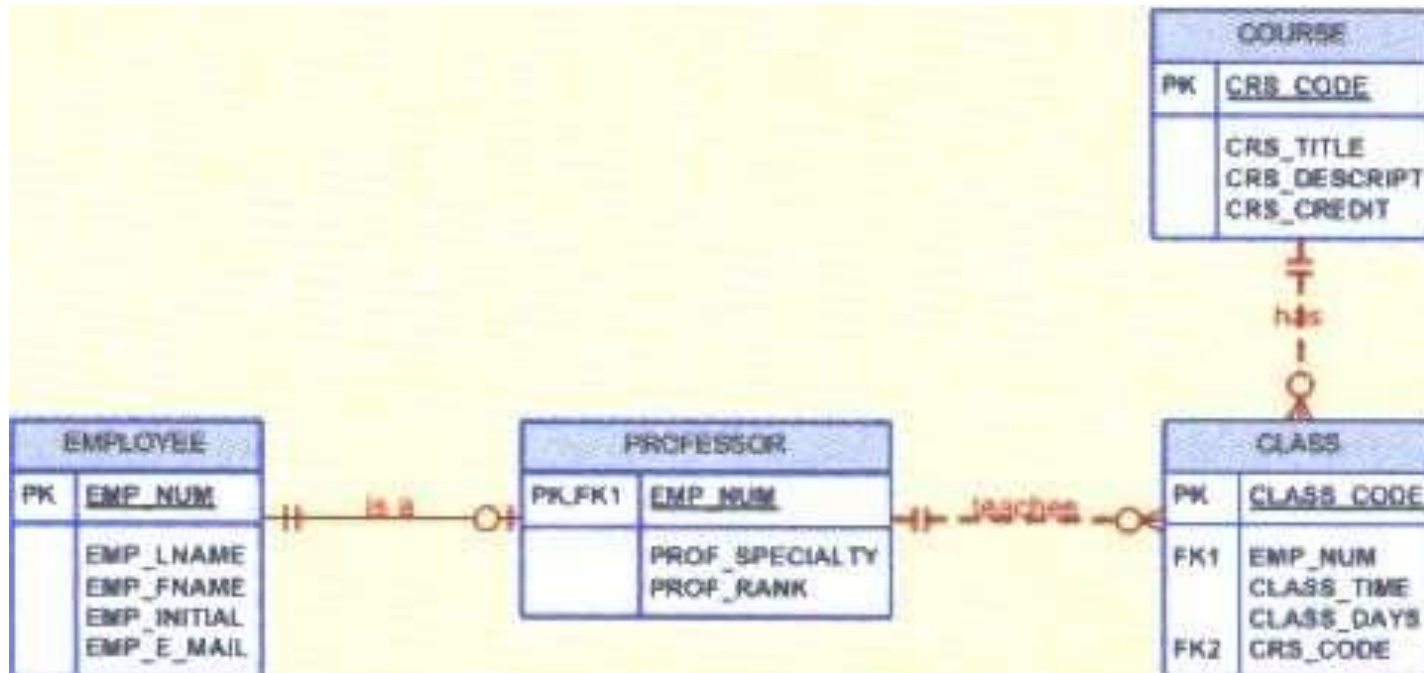 COURSE
PK CRS_CODE
CRS_TITLE
CRS_DESCRIPT
CRS_CREDIT
has
EMPLOYEE
PK EMP_NUM
EMP_LNAME
EMP_FNAME
EMP_INITIAL
EMP_E_MAIL
is a
PROFESSOR
PK,FK1 EMP_NUM
PROF_SPECIALTY
PROF_RANK
teaches
CLASS
PK CLASS_CODE
FK1 EMP_NUM
CLASS_TIME
CLASS_DAYS
FK2 CRS_CODE